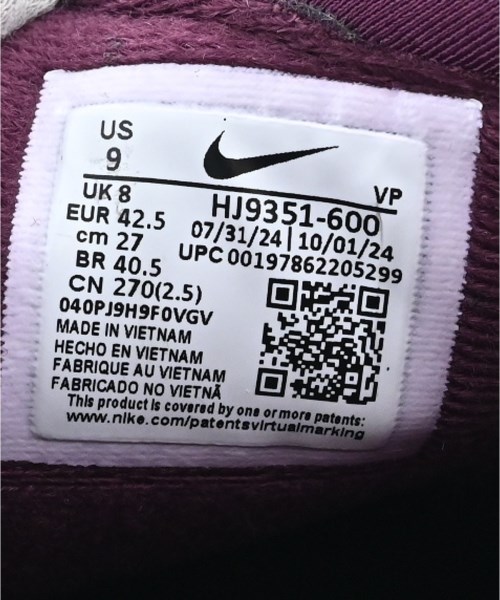 US
9
VP
UK 8
HJ9351-600
EUR 42.5
07/31/24 | 10/01/24
cm 27
UPC 00197862205299
BR 40.5
CN 270(2.5)
040PJ9H9F0VGV
MADE IN VIETNAM
HECHO EN VIETNAM
FABRIQUE AU VIETNAM
FABRICADO NO VIETNÃ
This product is covered by one or more patents:
www.nike.com/patentsvirtualmarking